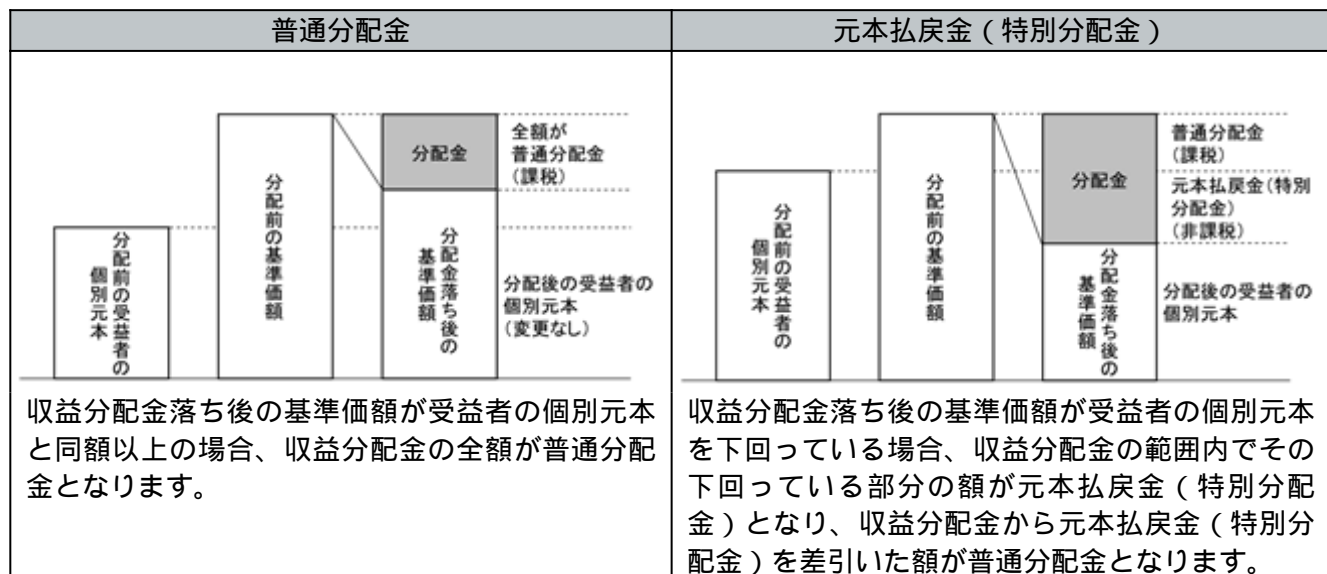 普通分配金
分配前の受益者の
個別元本
分配前の基準価額
分配金
分配金落ち後の
基準価額
全額が
普通分配金
(課税)
分配後の受益者の
個別元本
(変更なし)
収益分配金落ち後の基準価額が受益者の個別元本
と同額以上の場合、収益分配金の全額が普通分配
金となります。
元本払戻金(特別分配金)
分配前の受益者の
個別元本
分配前の基準価額
分配金
分配金落ち後の
基準価額
普通分配金
(課税)
元本払戻金(特別
分配金)
(非課税)
分配後の受益者の
個別元本
収益分配金落ち後の基準価額が受益者の個別元本
を下回っている場合、収益分配金の範囲内でその
下回っている部分の額が元本払戻金(特別分配
金)となり、収益分配金から元本払戻金(特別分
配金)を差引いた額が普通分配金となります。